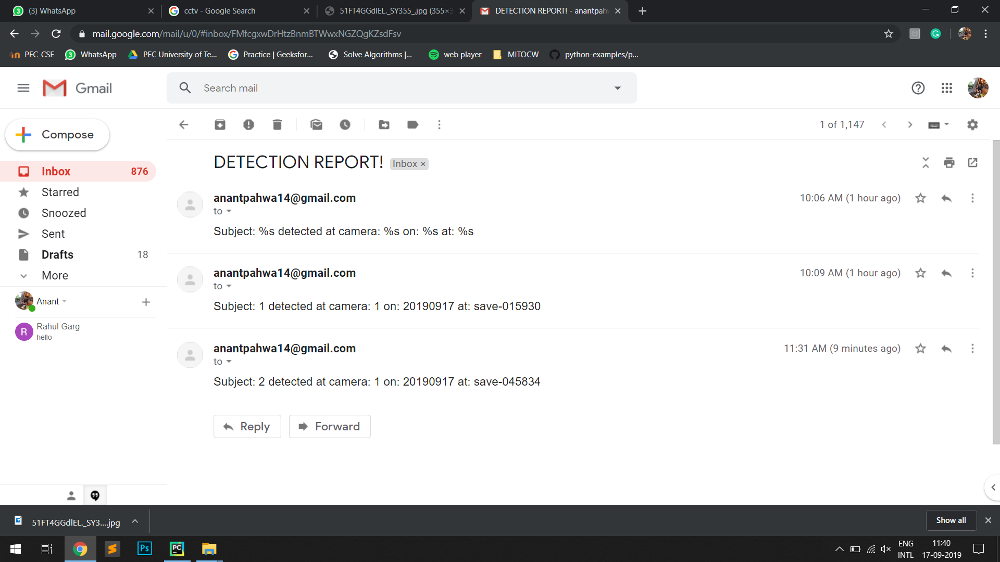 (3) WhatsApp
cctv - Google Search
51FT4GGdlEL._SY355_.jpg (355×3
DETECTION REPORT! - anantpahw
mail.google.com/mail/u/0/#inbox/FMfcgxwDrHtzBnmBTWwxNGZQgKZsdFsv
PEC_CSE
WhatsApp
PEC University of Te...
Practice | Geeksfor...
Solve Algorithms |...
web player
MITOCW
python-examples/p...
Gmail
Search mail
Compose
1 of 1,147
DETECTION REPORT! Inbox ×
Inbox 876
Starred
Snoozed
Sent
Drafts 18
More
Anant
R
Rahul Garg
hello
anantpahwa14@gmail.com 10:06 AM (1 hour ago)
to
Subject: %s detected at camera: %s on: %s at: %s
anantpahwa14@gmail.com 10:09 AM (1 hour ago)
to
Subject: 1 detected at camera: 1 on: 20190917 at: save-015930
anantpahwa14@gmail.com 11:31 AM (9 minutes ago)
to
Subject: 2 detected at camera: 1 on: 20190917 at: save-045834
Reply
Forward
51FT4GGdlEL._SY3....jpg
Show all
Ps
PC
ENG
INTL
11:40
17-09-2019